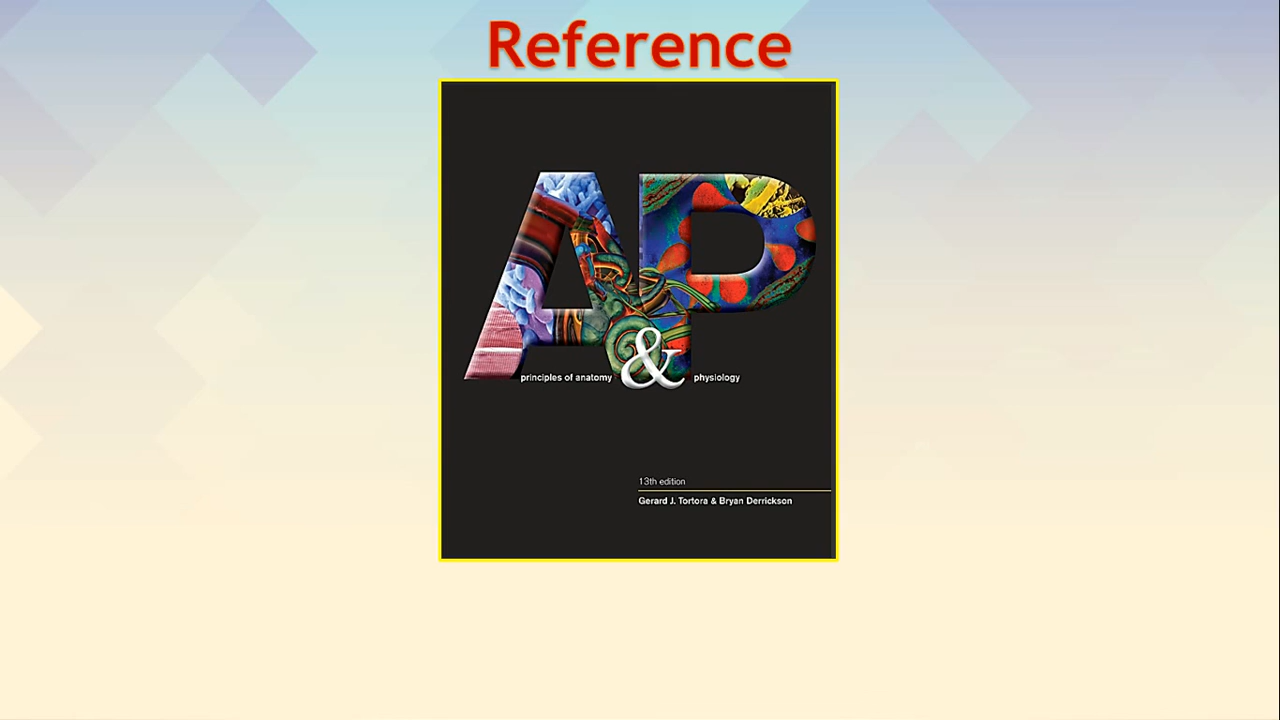 Reference
A&P
principles of anatomy & physiology
13th edition
Gerard J. Tortora & Bryan Derrickson